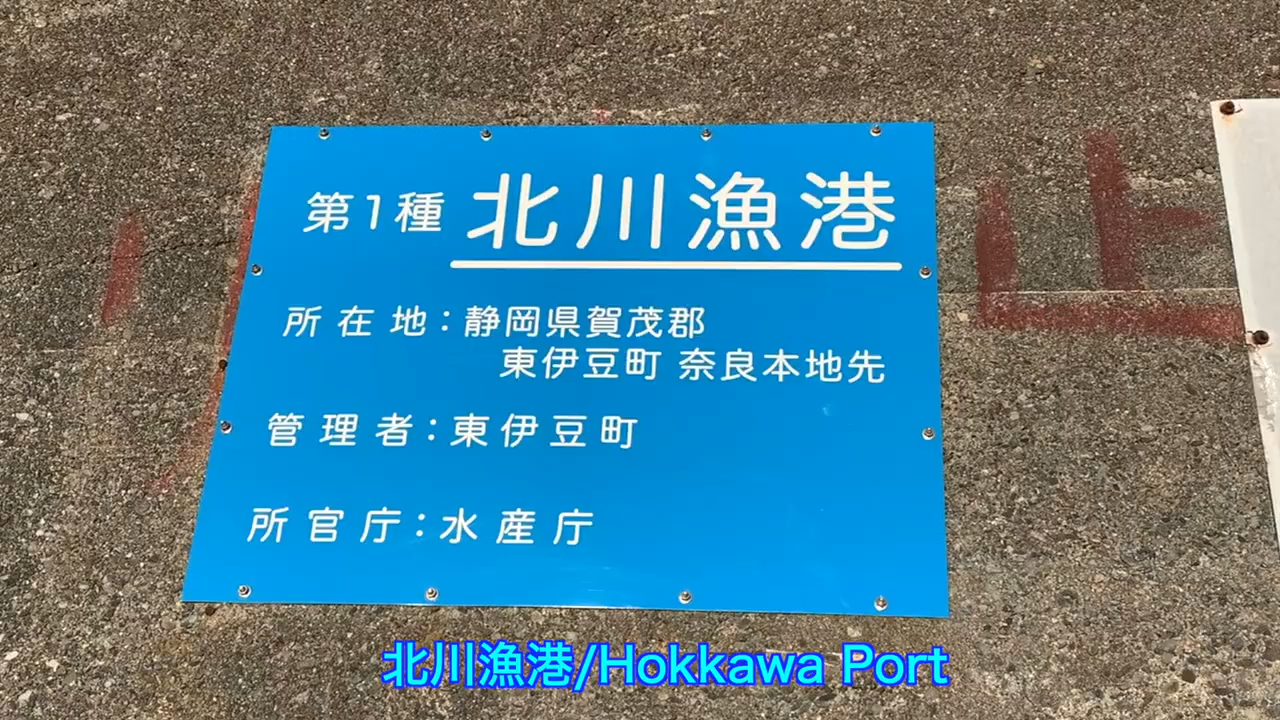 第1種 北川漁港
所在地：静岡県賀茂郡
東伊豆町 奈良本地先
管理者：東伊豆町
所官庁：水産庁
止
北川漁港/Hokkawa Port